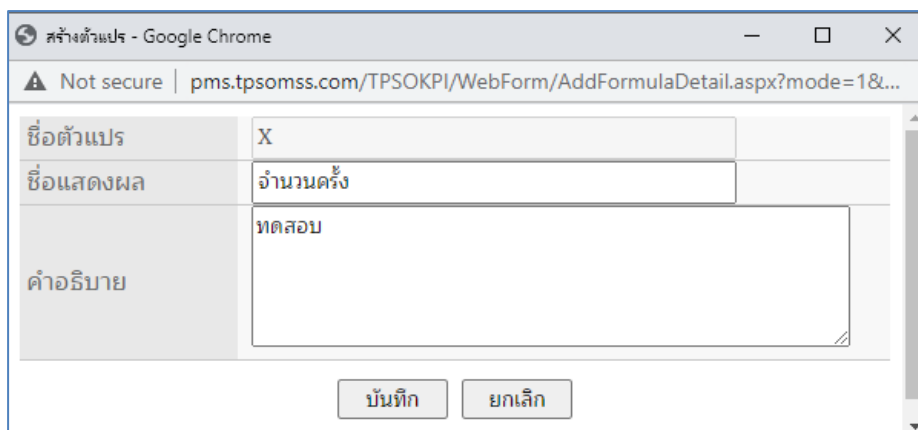 สร้างตัวแปร - Google Chrome
Not secure | pms.tpsomss.com/TPSOKPI/WebForm/AddFormulaDetail.aspx?mode=1&...
ชื่อตัวแปร X
ชื่อแสดงผล จำนวนครั้ง
คำอธิบาย ทดสอบ
บันทึก ยกเลิก